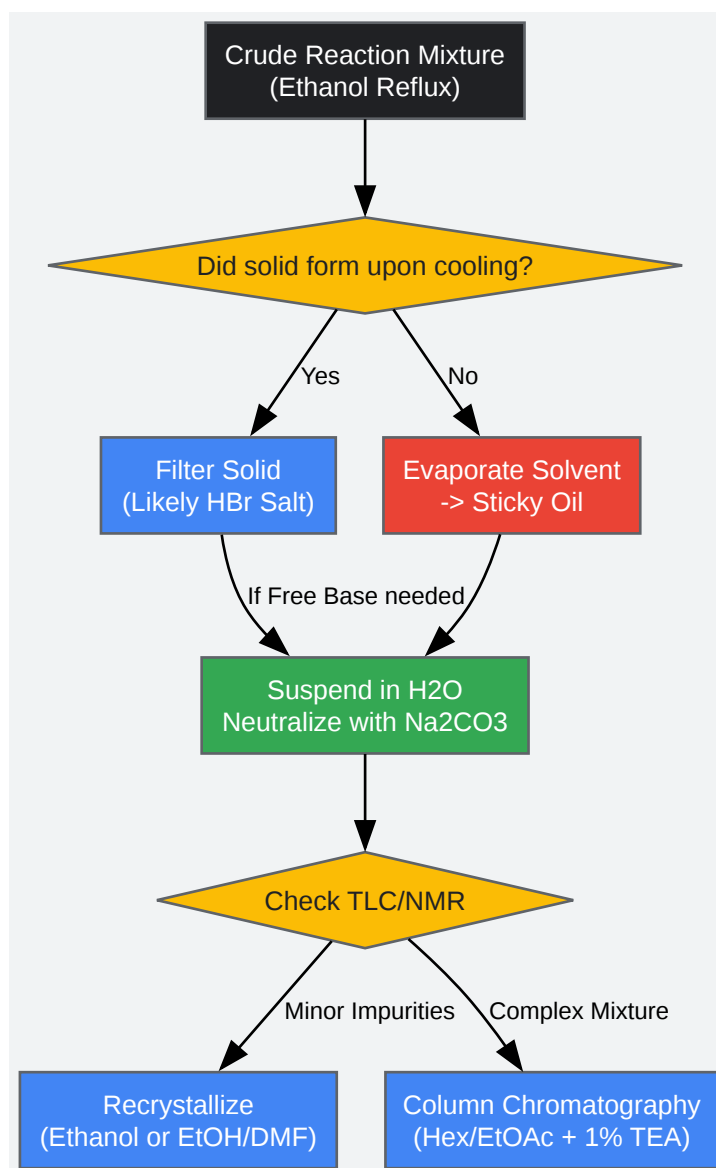 Crude Reaction Mixture
(Ethanol Reflux)
Did solid form upon cooling?
Yes
No
Filter Solid
(Likely HBr Salt)
Evaporate Solvent
-> Sticky Oil
If Free Base needed
Suspend in H2O
Neutralize with Na2CO3
Check TLC/NMR
Minor Impurities
Complex Mixture
Recrystallize
(Ethanol or EtOH/DMF)
Column Chromatography
(Hex/EtOAc + 1% TEA)